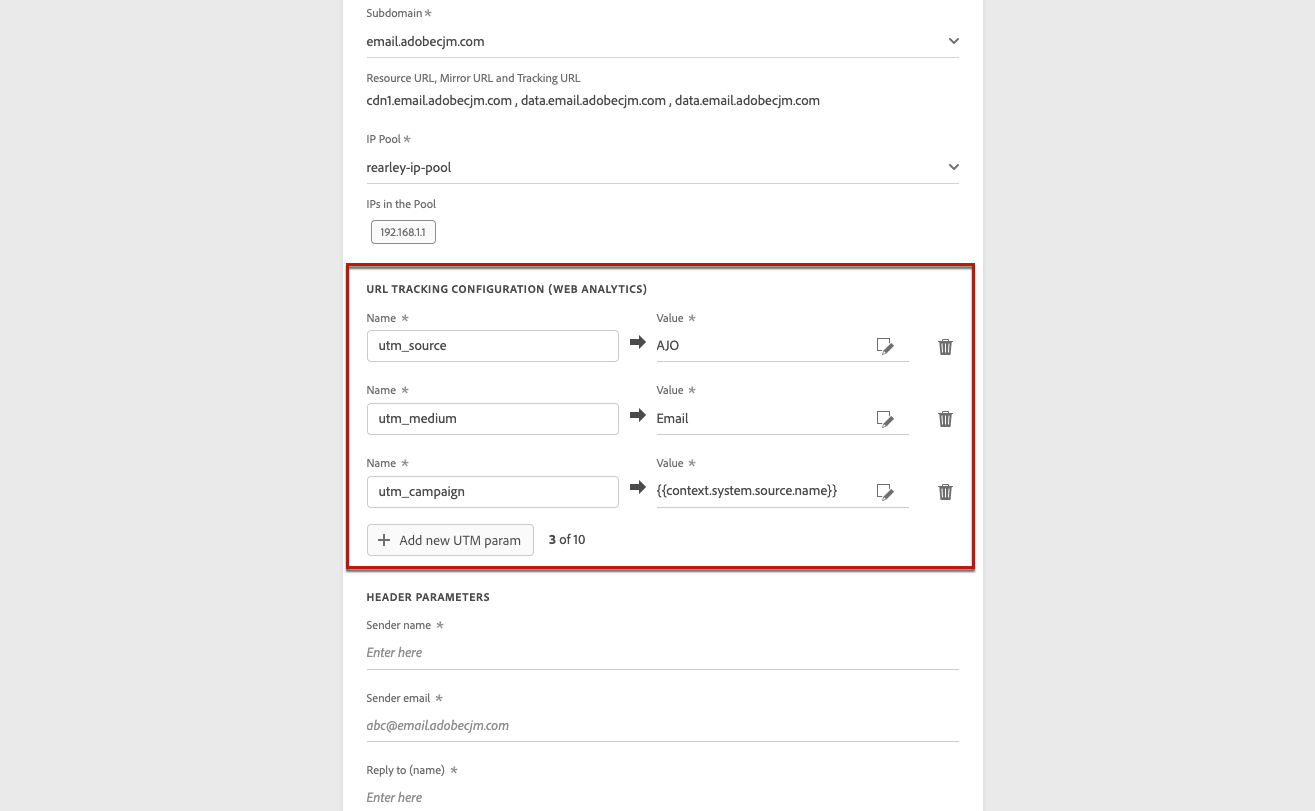 Subdomain *
email.adobecjm.com
Resource URL, Mirror URL and Tracking URL
cdn1.email.adobecjm.com , data.email.adobecjm.com , data.email.adobecjm.com
IP Pool *
rearley-ip-pool
IPs in the Pool
192.168.1.1
URL TRACKING CONFIGURATION (WEB ANALYTICS)
Name * Value *
utm_source AJO
Name * Value *
utm_medium Email
Name * Value *
utm_campaign {{context.system.source.name}}
+ Add new UTM param 3 of 10
HEADER PARAMETERS
Sender name *
Enter here
Sender email *
abc@email.adobecjm.com
Reply to (name) *
Enter here